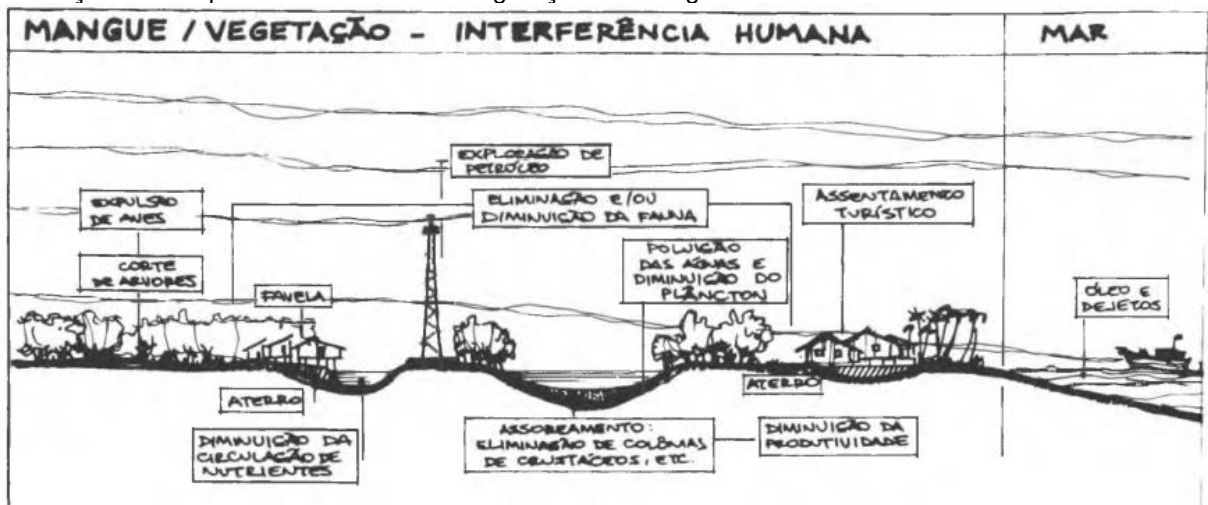 MANGUE / VEGETAÇÃO - INTERFERÊNCIA HUMANA
MAR
EXPLORAÇÃO DE
PETRÓLEO
EXPULSÃO
DE AVES
ELIMINAÇÃO E/OU
DIMINUIÇÃO DA FAUNA
ASSENTAMENTO
TURÍSTICO
CORTE
DE ARVORES
POLUIÇÃO
DAS AGUAS E
DIMINUIÇÃO DO
PLÂNCTON
FAVELA
ÓLEO E
DEJETOS
ATERRO
ATERRO
DIMINUIÇÃO DA
CIRCULAÇÃO DE
NUTRIENTES
ASSOREAMENTO:
ELIMINAÇÃO DE COLÔNIAS
DE CRUSTÁCEOS, ETC.
DIMINUIÇÃO DA
PRODUTIVIDADE